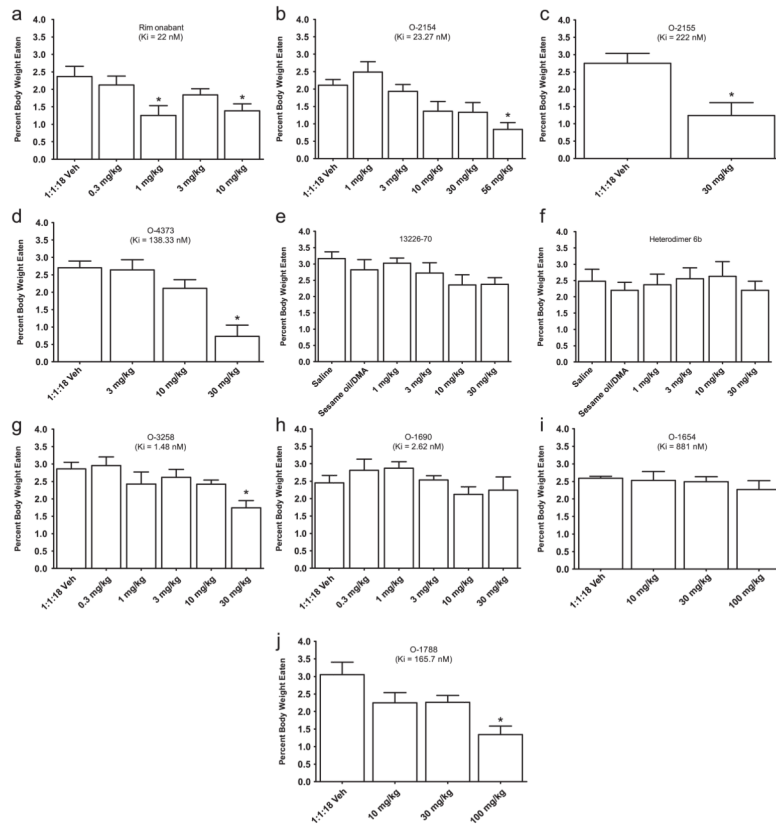 a
Rim onabant
(Ki = 22 nM)
Percent Body Weight Eaten
4.0
3.5
3.0
2.5
2.0
1.5
1.0
0.5
0.0
*
*
1:1:18 Veh
0.3 mg/kg
1 mg/kg
3 mg/kg
10 mg/kg
b
O-2154
(Ki = 23.27 nM)
Percent Body Weight Eaten
4.0
3.5
3.0
2.5
2.0
1.5
1.0
0.5
0.0
*
1:1:18 Veh
1 mg/kg
3 mg/kg
10 mg/kg
30 mg/kg
56 mg/kg
c
O-2155
(Ki = 222 nM)
Percent Body Weight Eaten
4.0
3.5
3.0
2.5
2.0
1.5
1.0
0.5
0.0
*
1:1:18 Veh
30 mg/kg
d
O-4373
(Ki = 138.33 nM)
Percent Body Weight Eaten
4.0
3.5
3.0
2.5
2.0
1.5
1.0
0.5
0.0
*
1:1:18 Veh
3 mg/kg
10 mg/kg
30 mg/kg
e
13226-70
Percent Body Weight Eaten
4.0
3.5
3.0
2.5
2.0
1.5
1.0
0.5
0.0
Saline
Sesame oil/DMA
1 mg/kg
3 mg/kg
10 mg/kg
30 mg/kg
f
Heterodimer 6b
Percent Body Weight Eaten
4.0
3.5
3.0
2.5
2.0
1.5
1.0
0.5
0.0
Saline
Sesame oil/DMA
1 mg/kg
3 mg/kg
10 mg/kg
30 mg/kg
g
O-3258
(Ki = 1.48 nM)
Percent Body Weight Eaten
4.0
3.5
3.0
2.5
2.0
1.5
1.0
0.5
0.0
*
1:1:18 Veh
0.3 mg/kg
1 mg/kg
3 mg/kg
10 mg/kg
30 mg/kg
h
O-1690
(Ki = 2.62 nM)
Percent Body Weight Eaten
4.0
3.5
3.0
2.5
2.0
1.5
1.0
0.5
0.0
1:1:18 Veh
0.3 mg/kg
1 mg/kg
3 mg/kg
10 mg/kg
30 mg/kg
i
O-1654
(Ki = 881 nM)
Percent Body Weight Eaten
4.0
3.5
3.0
2.5
2.0
1.5
1.0
0.5
0.0
1:1:18 Veh
10 mg/kg
30 mg/kg
100 mg/kg
j
O-1788
(Ki = 165.7 nM)
Percent Body Weight Eaten
4.0
3.5
3.0
2.5
2.0
1.5
1.0
0.5
0.0
*
1:1:18 Veh
10 mg/kg
30 mg/kg
100 mg/kg